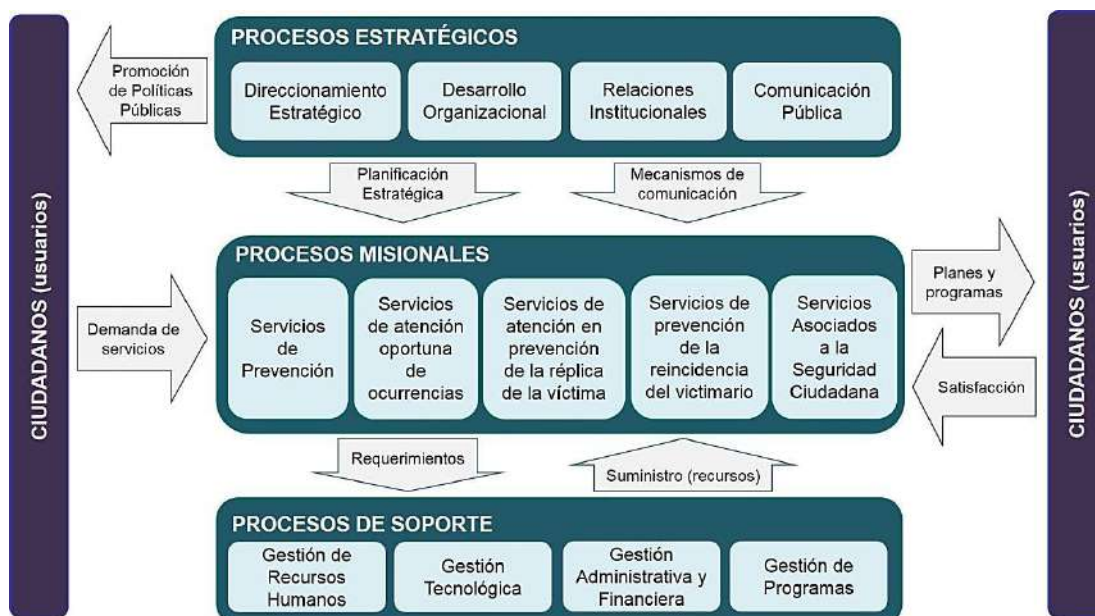 CIUDADANOS (usuarios)
PROCESOS ESTRATÉGICOS
Promoción
de Políticas
Públicas
Direccionamiento
Estratégico
Desarrollo
Organizacional
Relaciones
Institucionales
Comunicación
Pública
Planificación
Estratégica
Mecanismos de
comunicación
PROCESOS MISIONALES
Demanda de
servicios
Servicios
de
Prevención
Servicios
de atención
oportuna
de
ocurrencias
Servicios de
atención en
prevención
de la réplica
de la víctima
Servicios de
prevención
de la
reincidencia
del victimario
Servicios
Asociados
a la
Seguridad
Ciudadana
Planes y
programas
Satisfacción
Requerimientos
Suministro (recursos)
PROCESOS DE SOPORTE
Gestión de
Recursos
Humanos
Gestión
Tecnológica
Gestión
Administrativa y
Financiera
Gestión de
Programas
CIUDADANOS (usuarios)